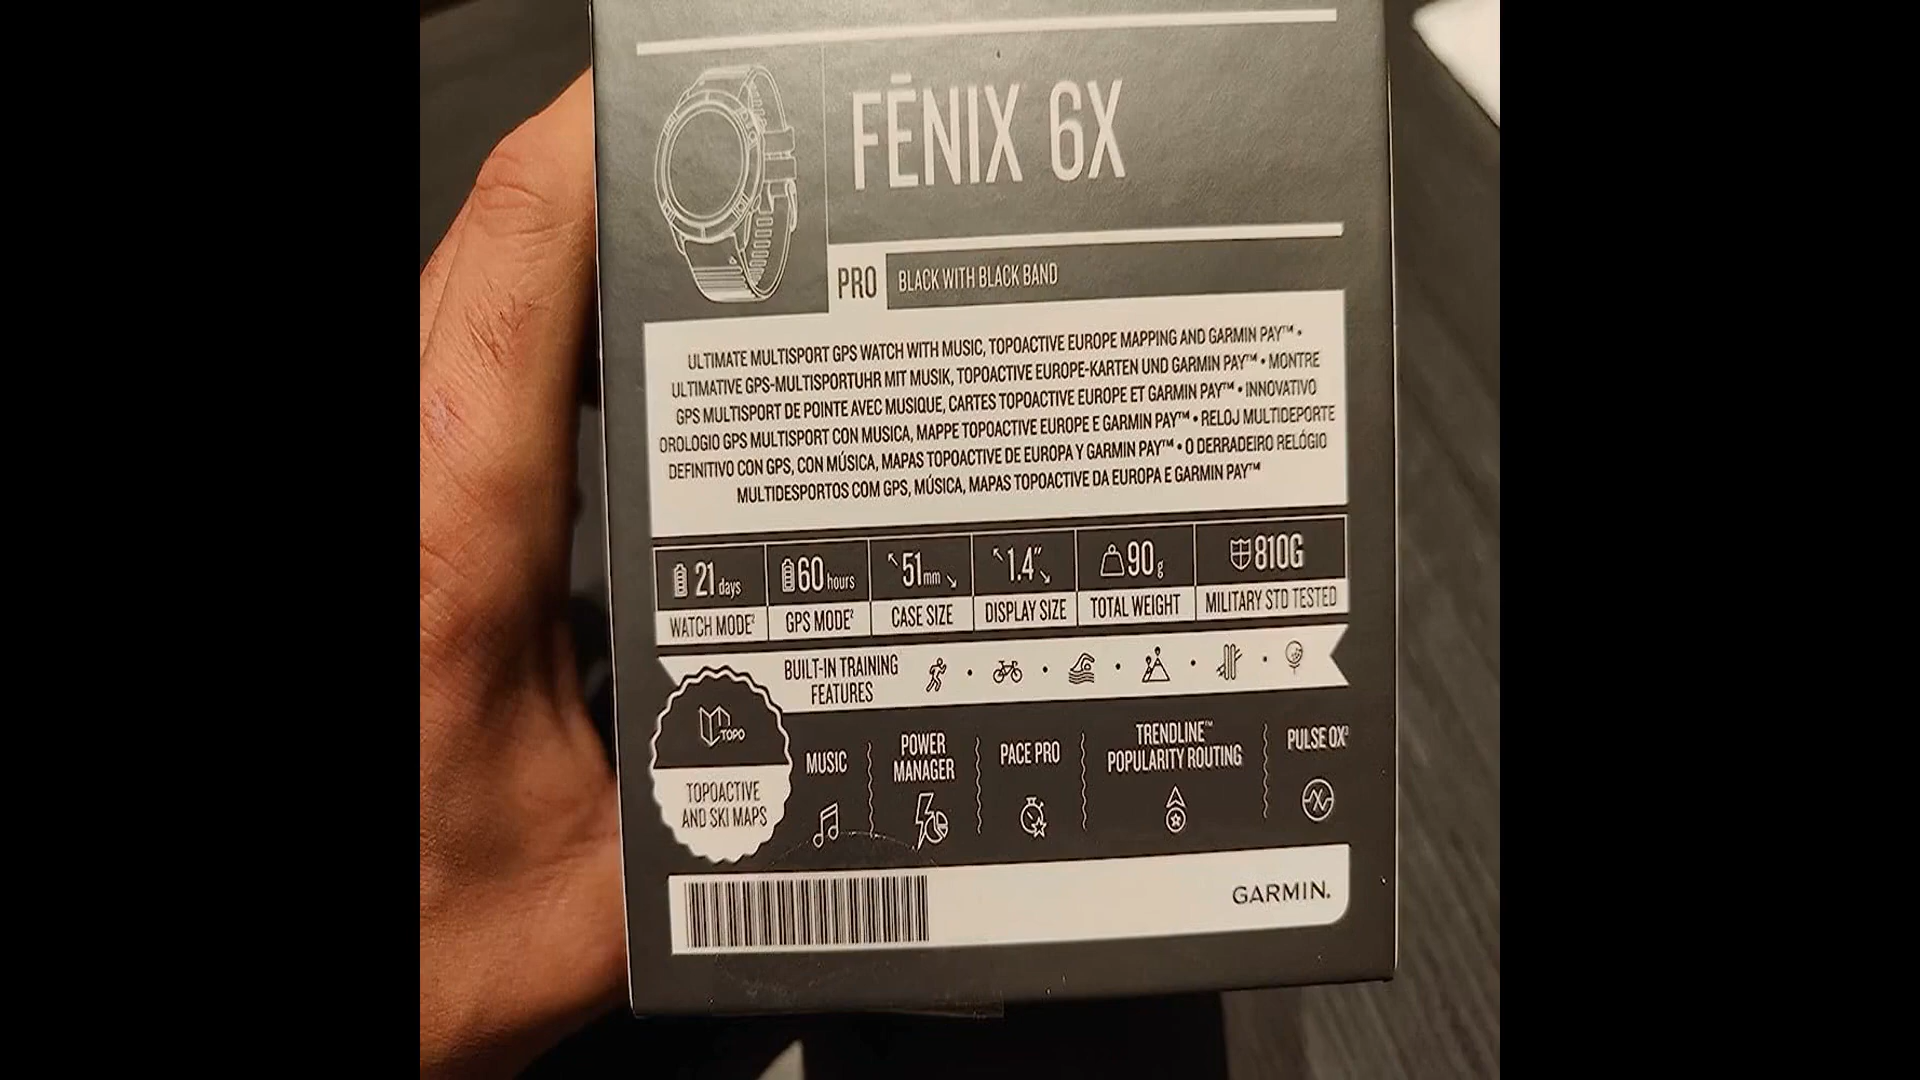 FĒNIX 6X
PRO
BLACK WITH BLACK BAND
ULTIMATE MULTISPORT GPS WATCH WITH MUSIC, TOPOACTIVE EUROPE MAPPING AND GARMIN PAY™ •
ULTIMATIVE GPS-MULTISPORTUHR MIT MUSIK, TOPOACTIVE EUROPE-KARTEN UND GARMIN PAY™ • MONTRE
GPS MULTISPORT DE POINTE AVEC MUSIQUE, CARTES TOPOACTIVE EUROPE ET GARMIN PAY™ • INNOVATIVO
OROLOGIO GPS MULTISPORT CON MUSICA, MAPPE TOPOACTIVE EUROPE E GARMIN PAY™ • RELOJ MULTIDEPORTE
DEFINITIVO CON GPS, CON MÚSICA, MAPAS TOPOACTIVE DE EUROPA Y GARMIN PAY™ • O DERRADEIRO RELÓGIO
MULTIDESPORTOS COM GPS, MÚSICA, MAPAS TOPOACTIVE DA EUROPA E GARMIN PAY™
21 days
WATCH MODE²
60 hours
GPS MODE²
51mm
CASE SIZE
1.4"
DISPLAY SIZE
90 g
TOTAL WEIGHT
810G
MILITARY STD TESTED
BUILT-IN TRAINING
FEATURES
TOPO
TOPOACTIVE
AND SKI MAPS
MUSIC
POWER
MANAGER
PACE PRO
TRENDLINE™
POPULARITY ROUTING
PULSE OX³
GARMIN.